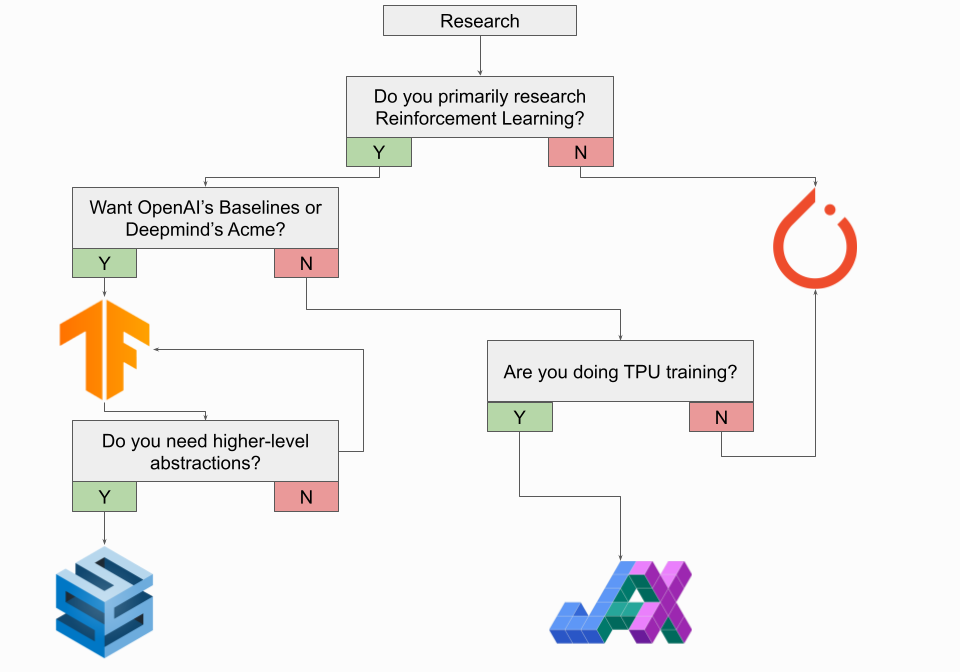 Research
Do you primarily research
Reinforcement Learning?
Y
N
Want OpenAI's Baselines or
Deepmind's Acme?
Y
N
Are you doing TPU training?
Y
N
Do you need higher-level
abstractions?
Y
N
JAX